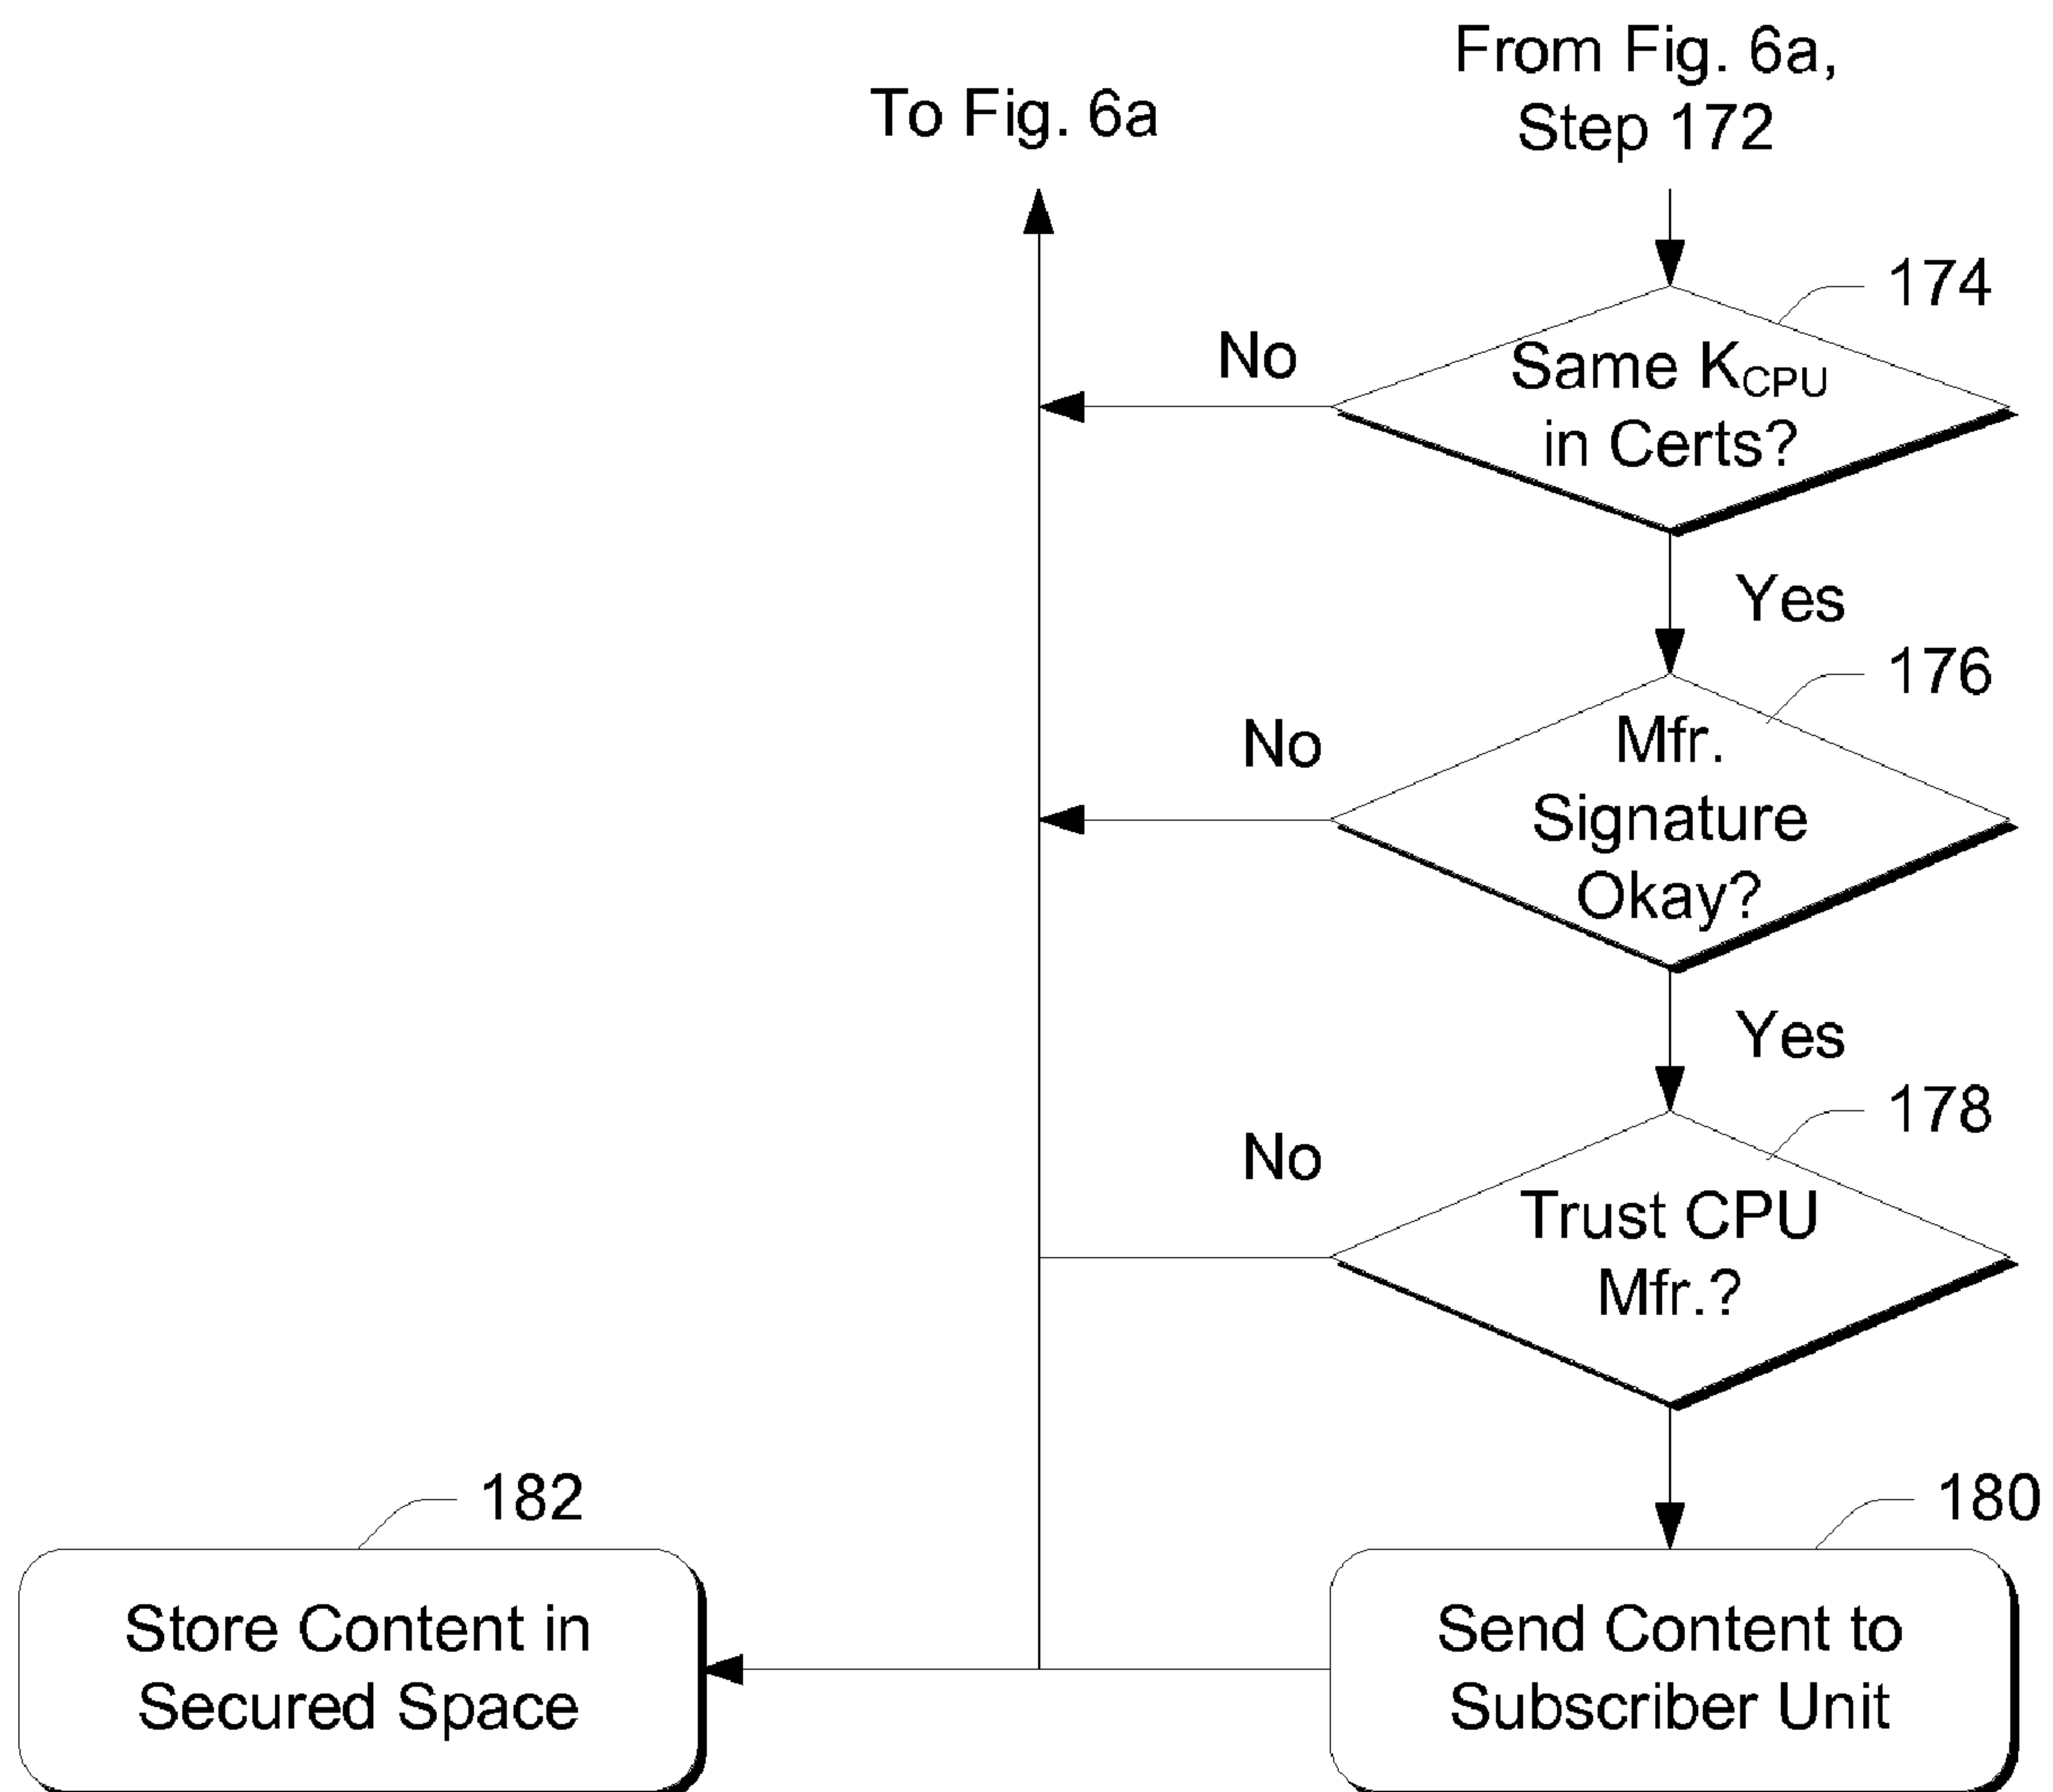 From Fig. 6a,
Step 172
To Fig. 6a
174
No
Same K_CPU
in Certs?
Yes
176
No
Mfr.
Signature
Okay?
Yes
178
No
Trust CPU
Mfr.?
182
180
Store Content in
Secured Space
Send Content to
Subscriber Unit